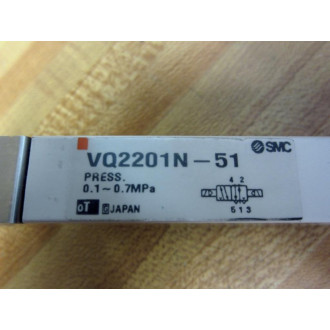 SMC
VQ2201N-51
PRESS.
0.1~0.7MPa
4 2
5 1 3
JAPAN